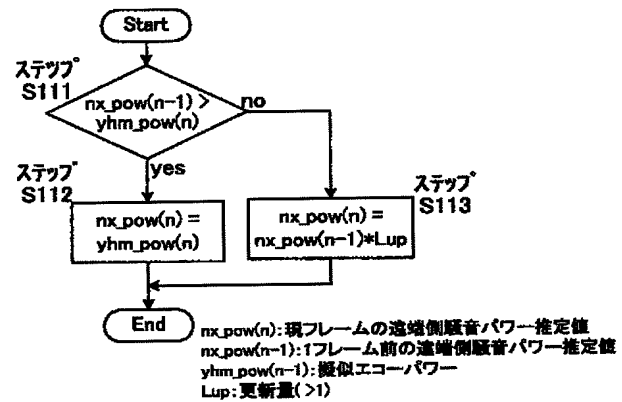 Start
ステップ
S111
nx_pow(n-1) >
yhm_pow(n)
no
yes
ステップ
S112
nx_pow(n) =
yhm_pow(n)
ステップ
S113
nx_pow(n) =
nx_pow(n-1)*Lup
End
nx_pow(n):現フレームの遠端側騒音パワー推定値
nx_pow(n-1):1フレーム前の遠端側騒音パワー推定値
yhm_pow(n-1):擬似エコーパワー
Lup:更新量(>1)